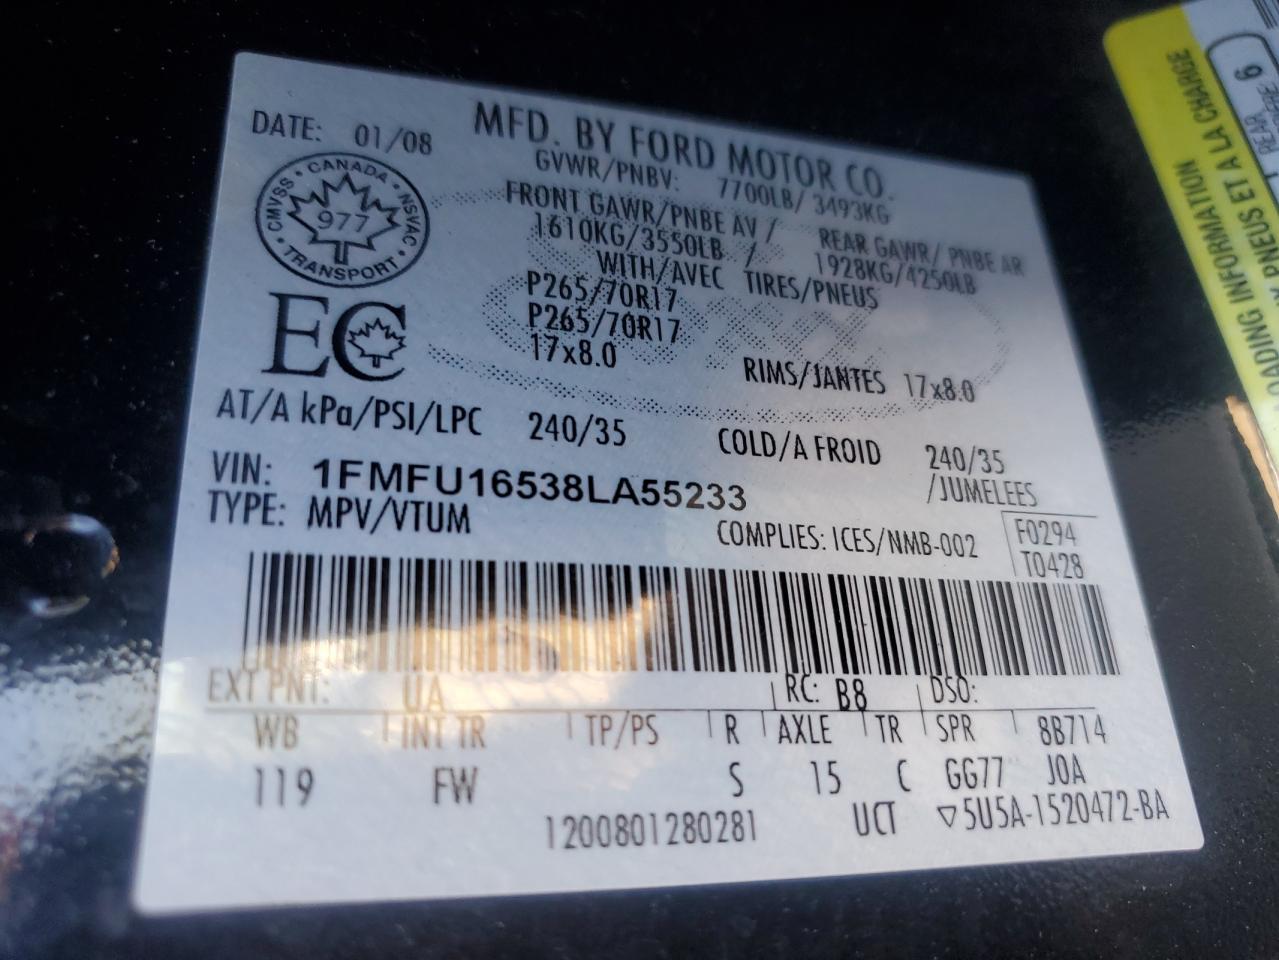 DATE: 01/08
MFD. BY FORD MOTOR CO.
GVWR/PNBV: 7700LB/ 3493KG
FRONT GAWR/PNBE AV / REAR GAWR/ PNBE AR
1610KG/3550LB / 1928KG/4250LB
WITH/AVEC TIRES/PNEUS
P265/70R17
P265/70R17
17x8.0 RIMS/JANTES 17x8.0
CMVSS • CANADA • NSVAC • TRANSPORT •
977
EC
AT/A kPa/PSI/LPC 240/35 COLD/A FROID 240/35
/JUMELEES
VIN: 1FMFU16538LA55233
TYPE: MPV/VTUM COMPLIES: ICES/NMB-002
F0294
T0428
EXT PNT: UA RC: B8 DSO:
WB INT TR TP/PS R AXLE TR SPR 8B714
119 FW S 15 C GG77 J0A
1200801280281 UCT 5U5A-1520472-BA
INFORMATION
PNEUS ET A LA CHARGE
REAR
6